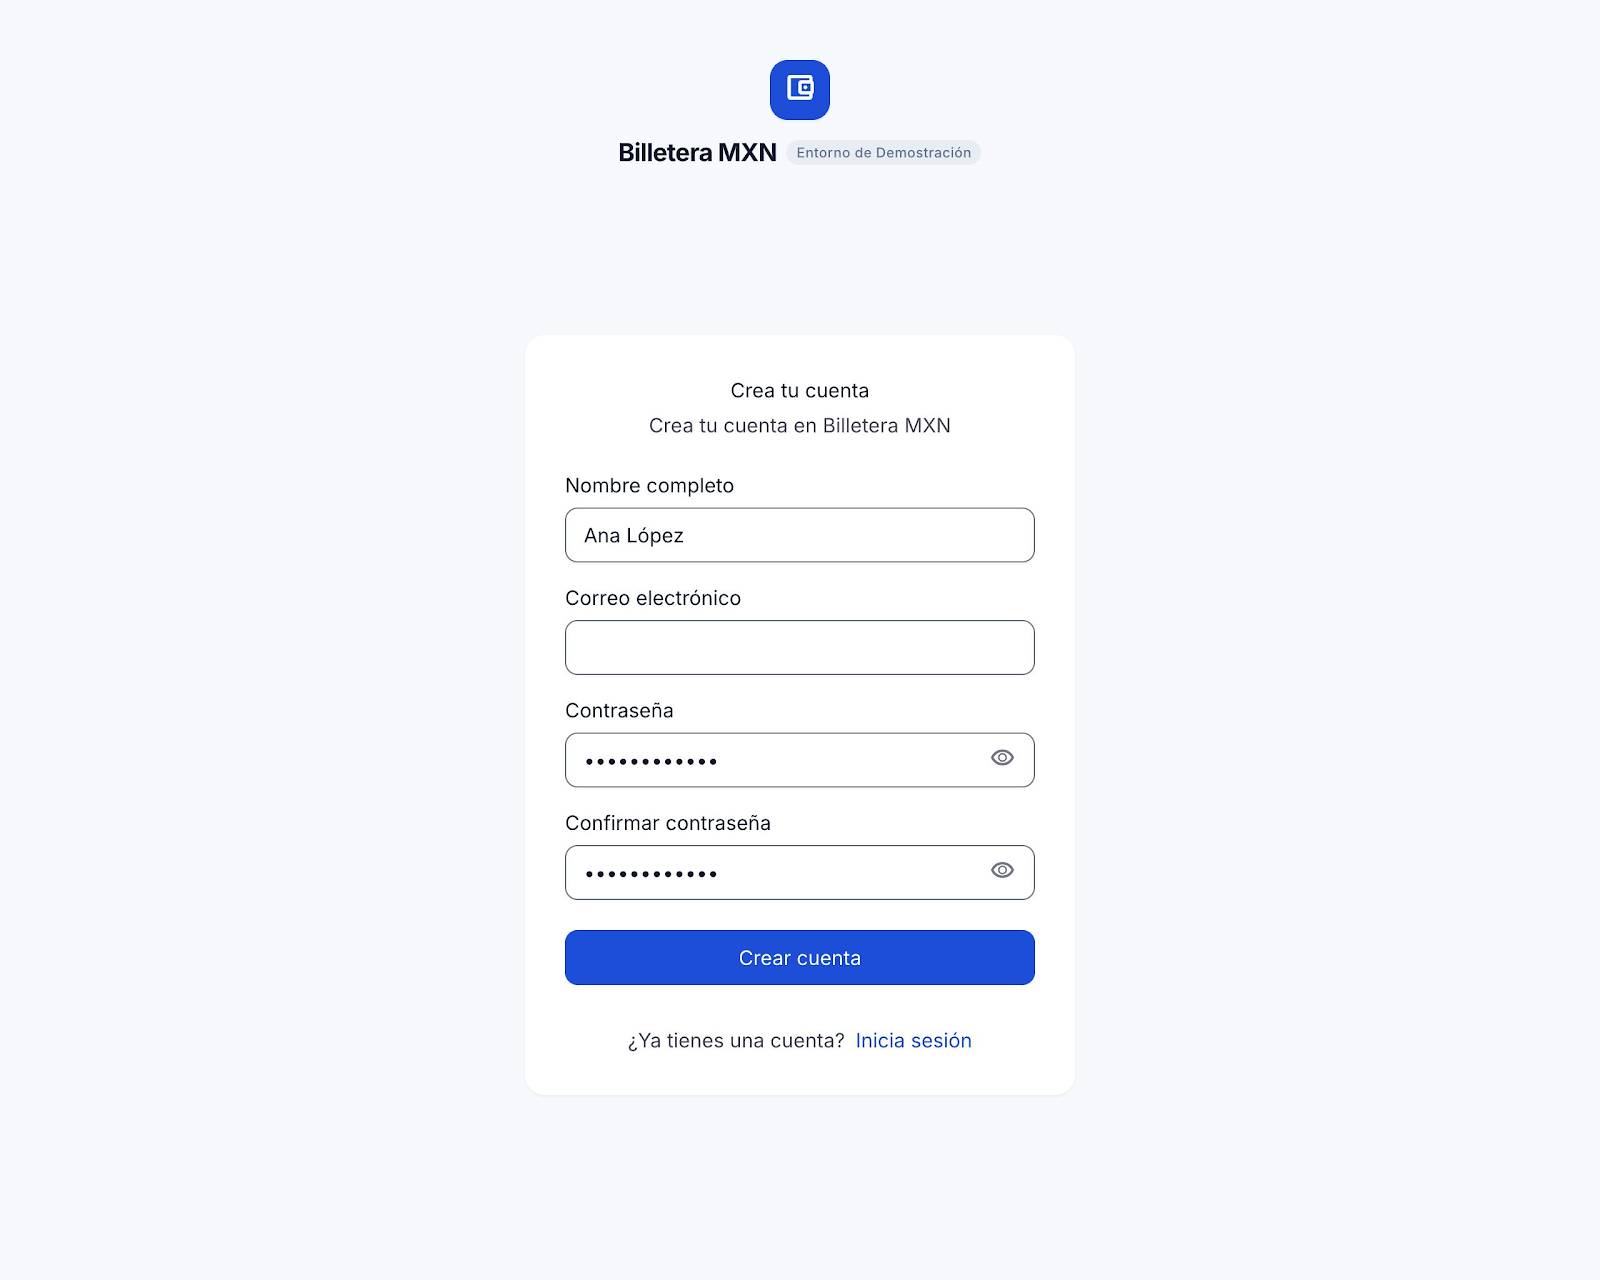 Billetera MXN Entorno de Demostración
Crea tu cuenta
Crea tu cuenta en Billetera MXN
Nombre completo
Ana López
Correo electrónico
Contraseña
••••••••••••
Confirmar contraseña
••••••••••••
Crear cuenta
¿Ya tienes una cuenta? Inicia sesión